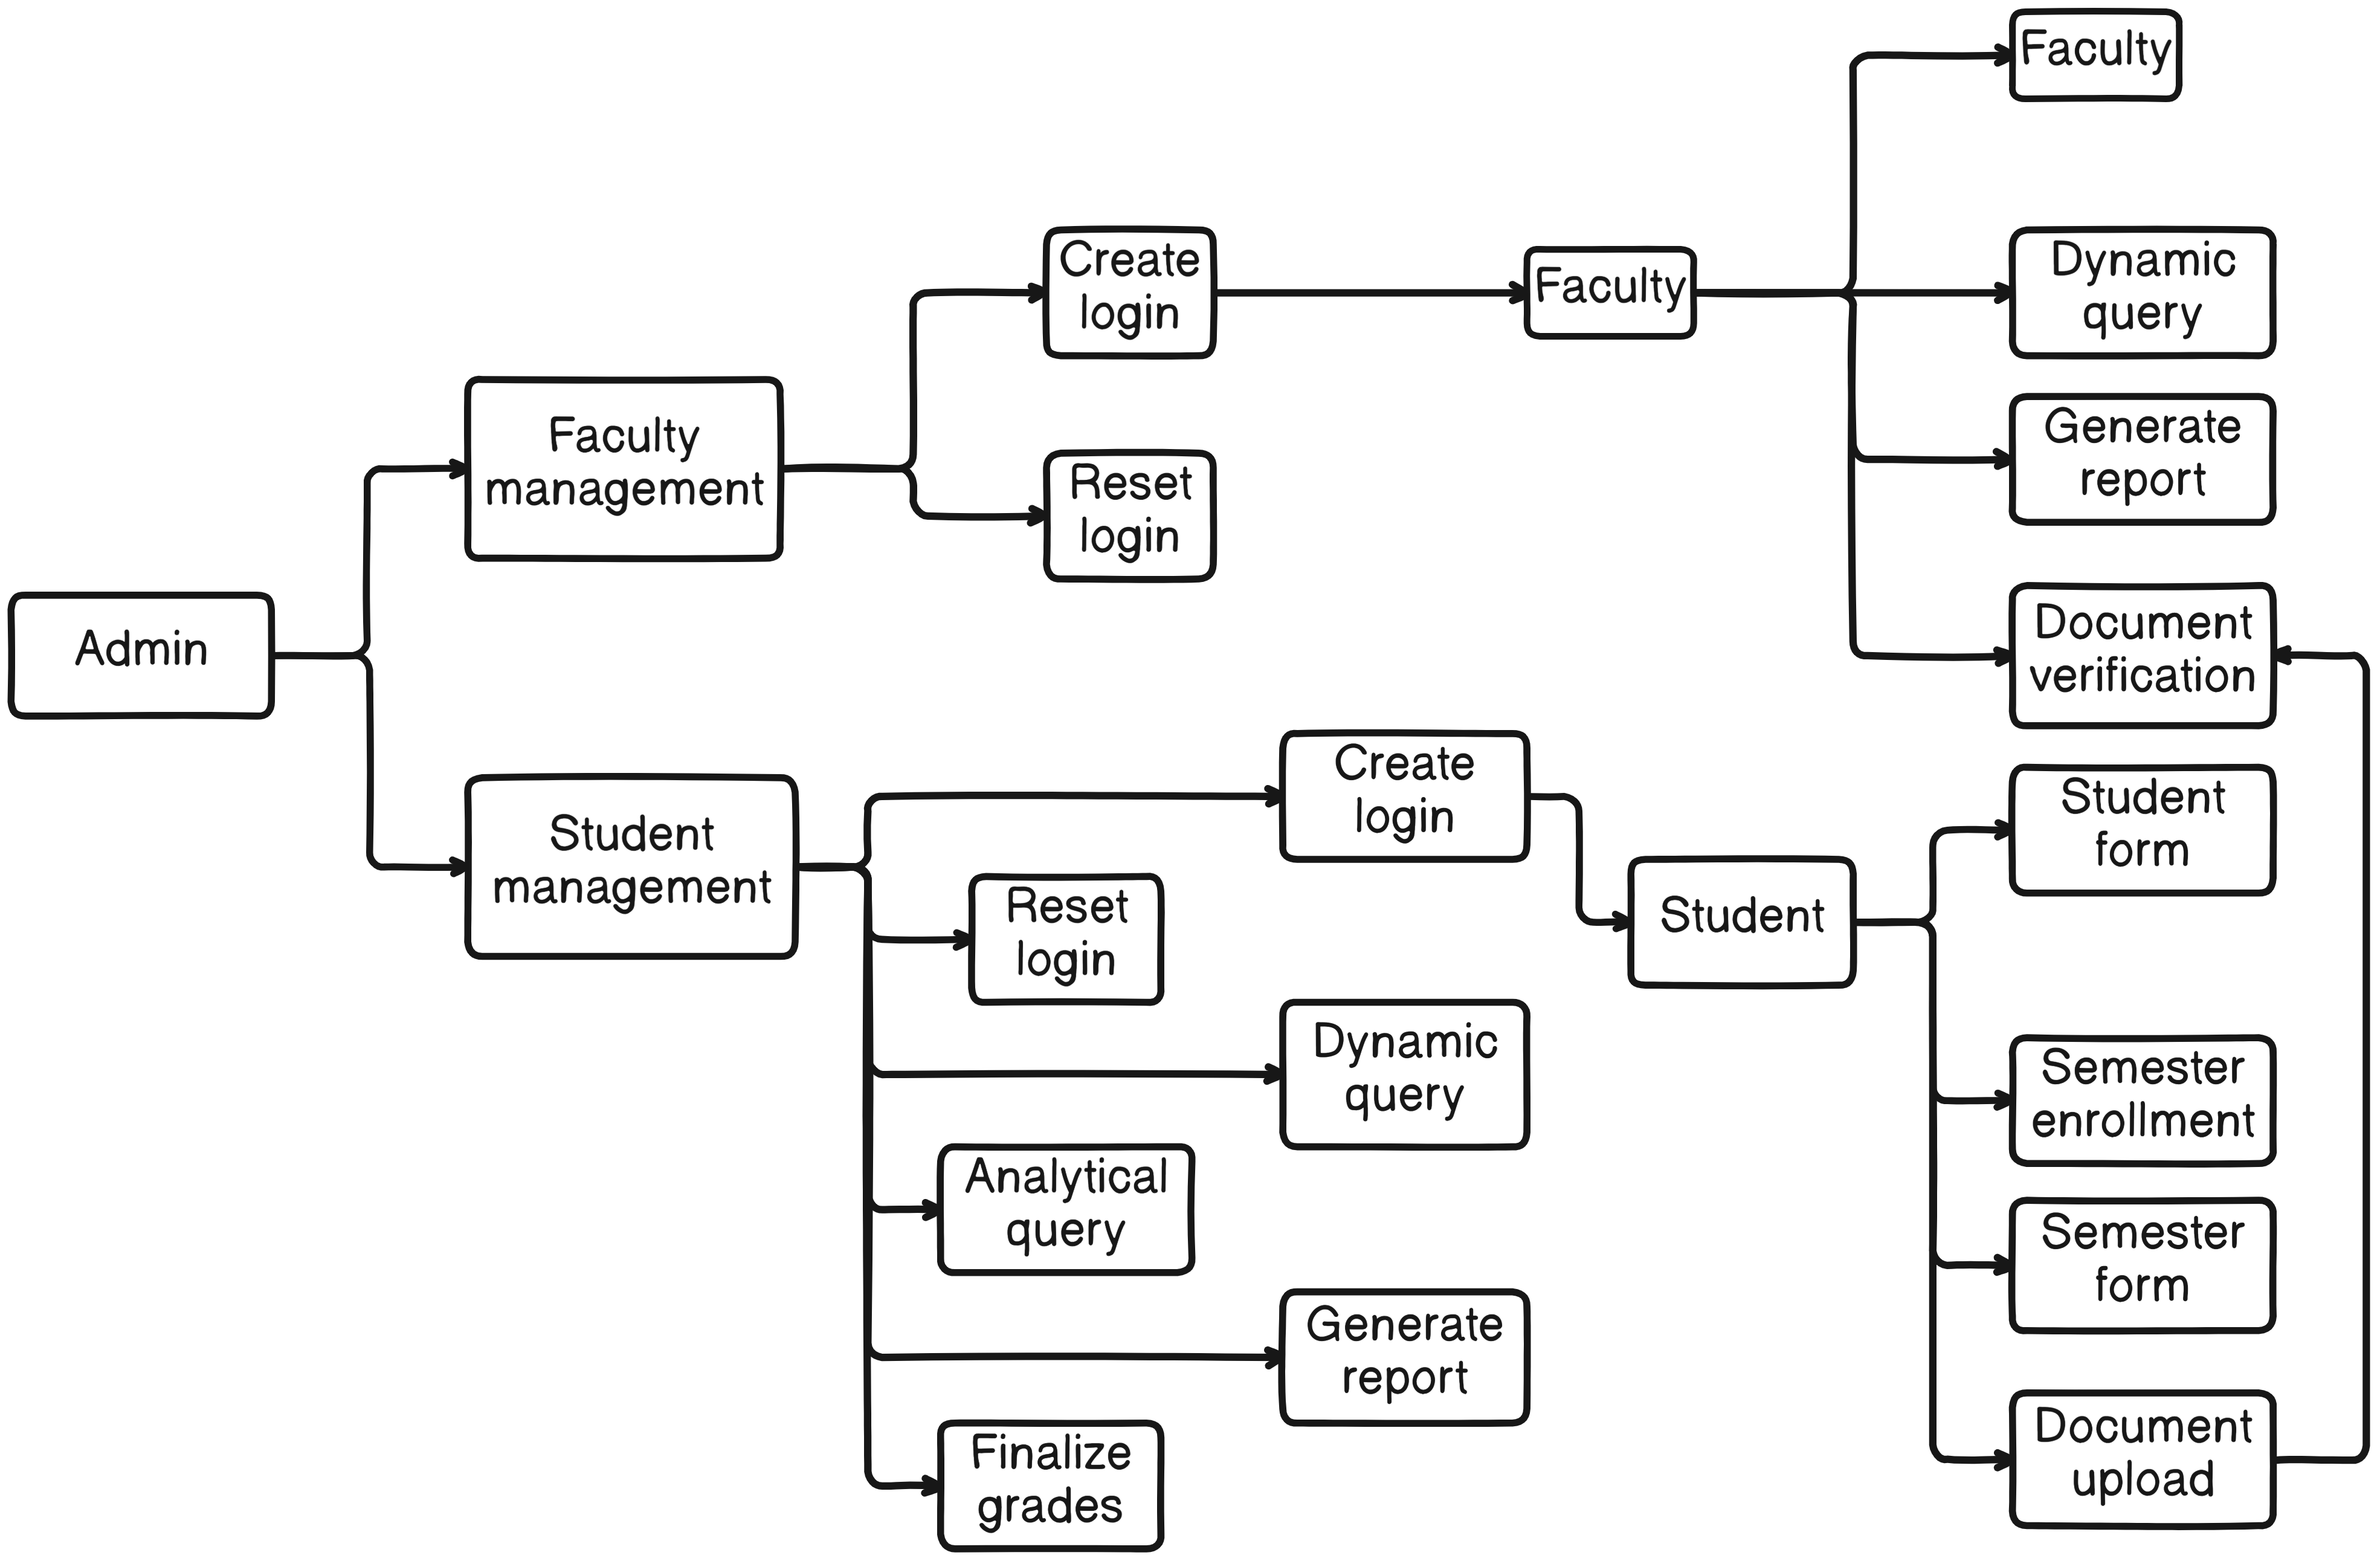 Faculty
Create
login
Faculty
Dynamic
query
Faculty
management
Generate
report
Reset
login
Admin
Document
verification
Student
management
Create
login
Student
form
Reset
login
Student
Dynamic
query
Semester
enrollment
Analytical
query
Semester
form
Generate
report
Finalize
grades
Document
upload